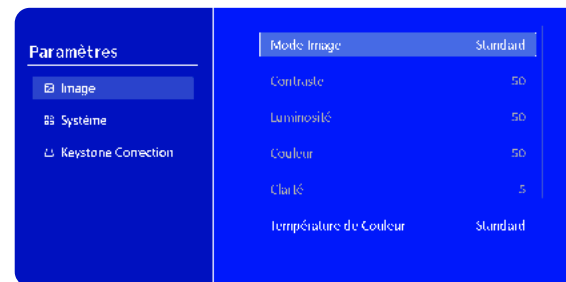 Paramètres
Image
Système
Keystone Correction
Mode Image Standard
Contraste 50
Luminosité 50
Couleur 50
Clarté 5
Température de Couleur Standard